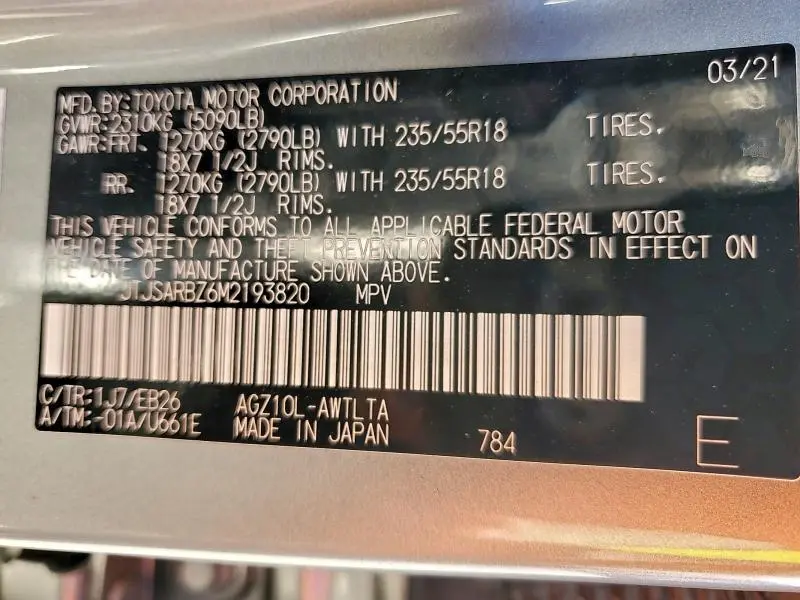 03/21
MFD. BY: TOYOTA MOTOR CORPORATION
GVWR: 2310KG (5090LB)
GAWR: FRT. 1270KG (2790LB) WITH 235/55R18 TIRES.
18X7 1/2J RIMS.
RR. 1270KG (2790LB) WITH 235/55R18 TIRES.
18X7 1/2J RIMS.
THIS VEHICLE CONFORMS TO ALL APPLICABLE FEDERAL MOTOR
VEHICLE SAFETY AND THEFT PREVENTION STANDARDS IN EFFECT ON
THE DATE OF MANUFACTURE SHOWN ABOVE.
JTJSARBZ6M2193820 MPV
C/TR: 1J7/EB26 AGZ10L-AWTLTA
A/TM: -01A/U661E MADE IN JAPAN 784 E